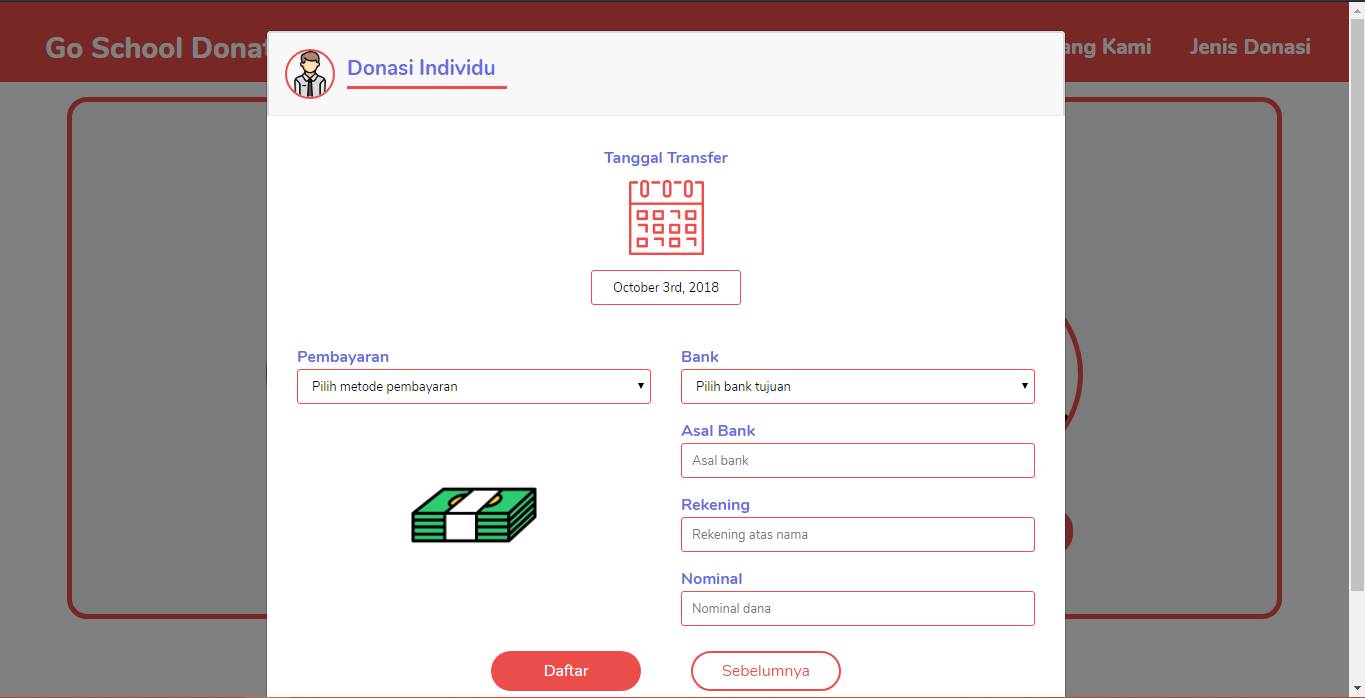 Go School Donat
ang Kami
Jenis Donasi
Donasi Individu
Tanggal Transfer
October 3rd, 2018
Pembayaran
Pilih metode pembayaran
Bank
Pilih bank tujuan
Asal Bank
Asal bank
Rekening
Rekening atas nama
Nominal
Nominal dana
Daftar
Sebelumnya